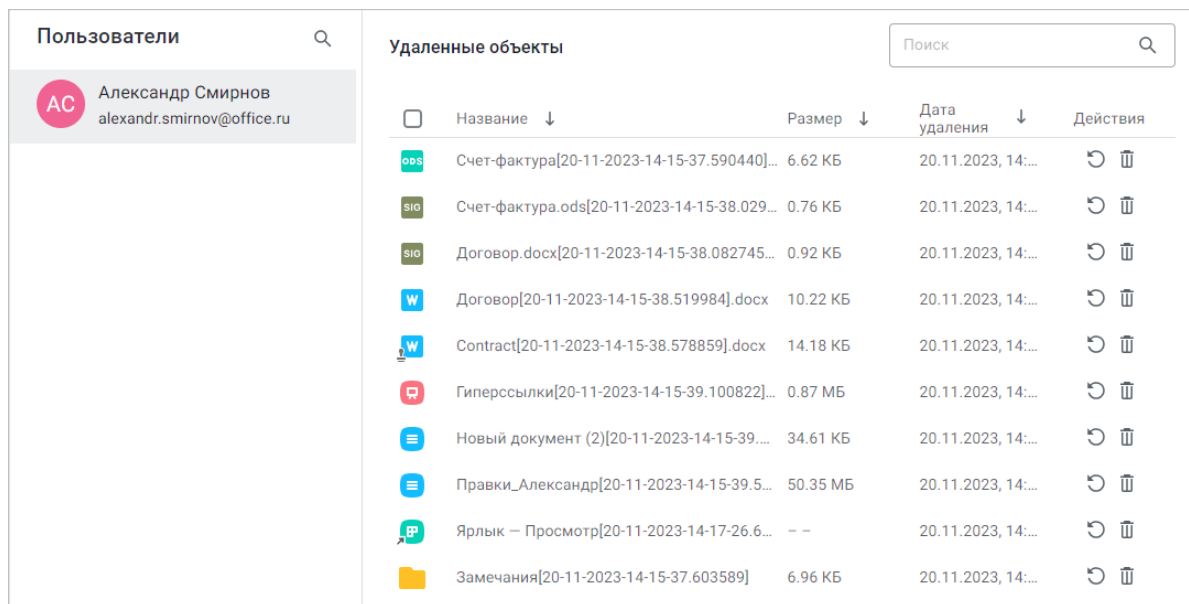 Пользователи
АС
Александр Смирнов
alexandr.smirnov@office.ru
Удаленные объекты
Поиск
Название ↓ Размер ↓ Дата удаления ↓ Действия
ODS Счет-фактура[20-11-2023-14-15-37.590440]... 6.62 КБ 20.11.2023, 14:...
SIG Счет-фактура.ods[20-11-2023-14-15-38.029... 0.76 КБ 20.11.2023, 14:...
SIG Договор.docx[20-11-2023-14-15-38.082745... 0.92 КБ 20.11.2023, 14:...
W Договор[20-11-2023-14-15-38.519984].docx 10.22 КБ 20.11.2023, 14:...
W Contract[20-11-2023-14-15-38.578859].docx 14.18 КБ 20.11.2023, 14:...
Гиперссылки[20-11-2023-14-15-39.100822]... 0.87 МБ 20.11.2023, 14:...
Новый документ (2)[20-11-2023-14-15-39.... 34.61 КБ 20.11.2023, 14:...
Правки_Александр[20-11-2023-14-15-39.5... 50.35 МБ 20.11.2023, 14:...
Ярлык — Просмотр[20-11-2023-14-17-26.6... – – 20.11.2023, 14:...
Замечания[20-11-2023-14-15-37.603589] 6.96 КБ 20.11.2023, 14:...